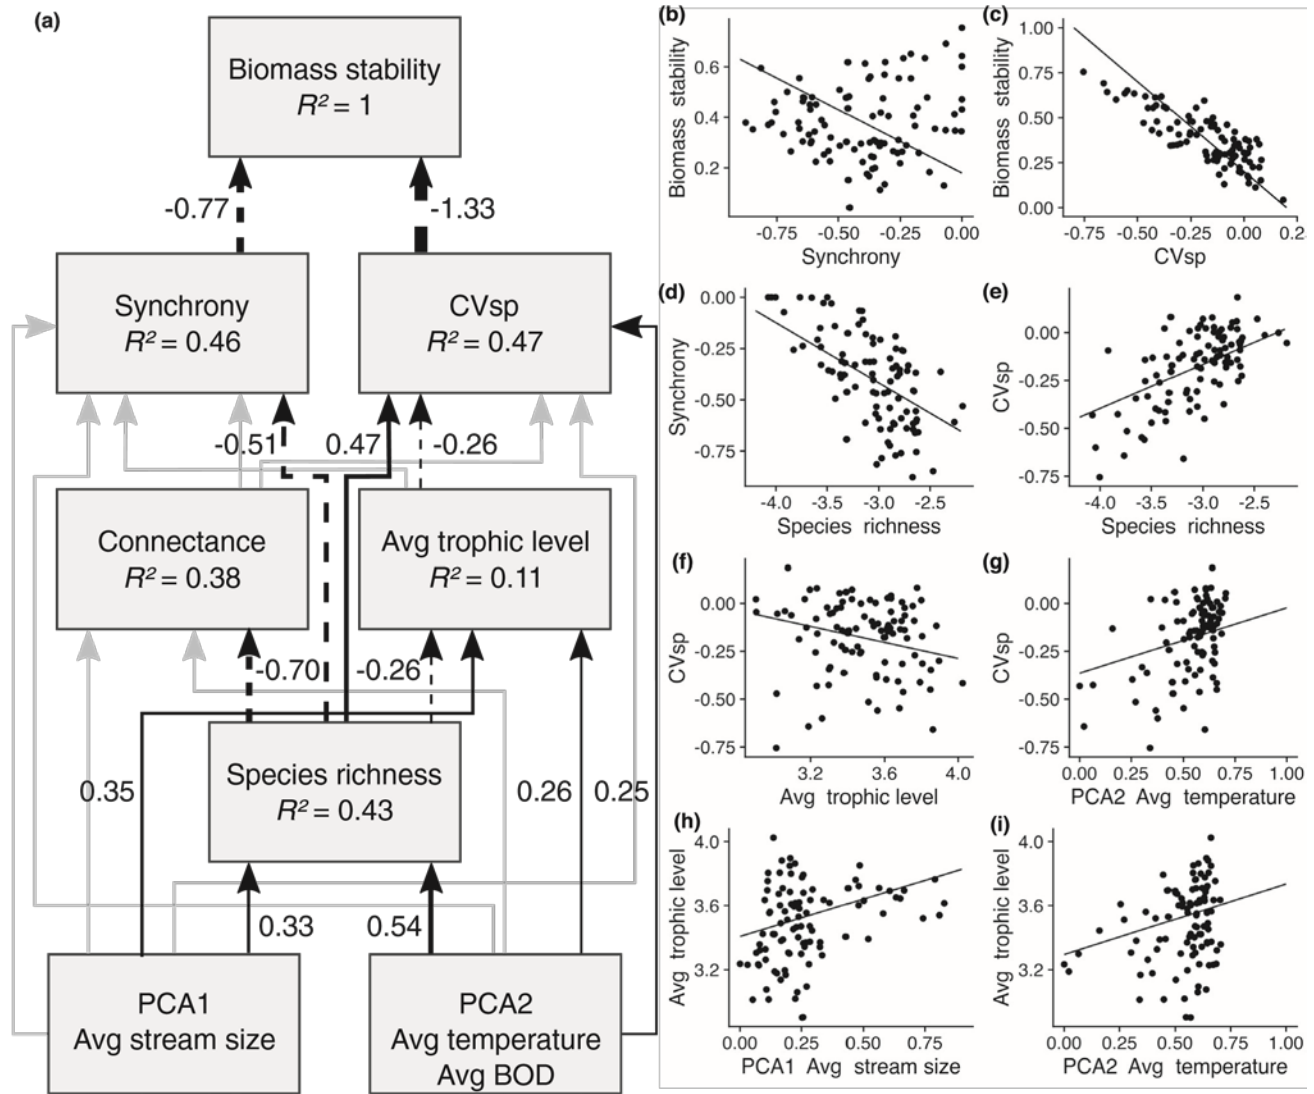 (a)
Biomass stability
R² = 1
-0.77
-1.33
Synchrony
R² = 0.46
CVsp
R² = 0.47
-0.51
0.47
-0.26
Connectance
R² = 0.38
Avg trophic level
R² = 0.11
-0.70
-0.26
Species richness
R² = 0.43
0.35
0.26
0.25
0.33
0.54
PCA1
Avg stream size
PCA2
Avg temperature
Avg BOD
(b)
Biomass stability
0.6
0.4
0.2
-0.75 -0.50 -0.25 0.00
Synchrony
(c)
Biomass stability
1.00
0.75
0.50
0.25
0.00
-0.75 -0.50 -0.25 0.00 0.2
CVsp
(d)
Synchrony
0.00
-0.25
-0.50
-0.75
-4.0 -3.5 -3.0 -2.5
Species richness
(e)
CVsp
0.00
-0.25
-0.50
-0.75
-4.0 -3.5 -3.0 -2.5
Species richness
(f)
CVsp
0.00
-0.25
-0.50
-0.75
3.2 3.6 4.0
Avg trophic level
(g)
CVsp
0.00
-0.25
-0.50
-0.75
0.00 0.25 0.50 0.75 1.00
PCA2 Avg temperature
(h)
Avg trophic level
4.0
3.6
3.2
0.00 0.25 0.50 0.75
PCA1 Avg stream size
(i)
Avg trophic level
4.0
3.6
3.2
0.00 0.25 0.50 0.75 1.00
PCA2 Avg temperature